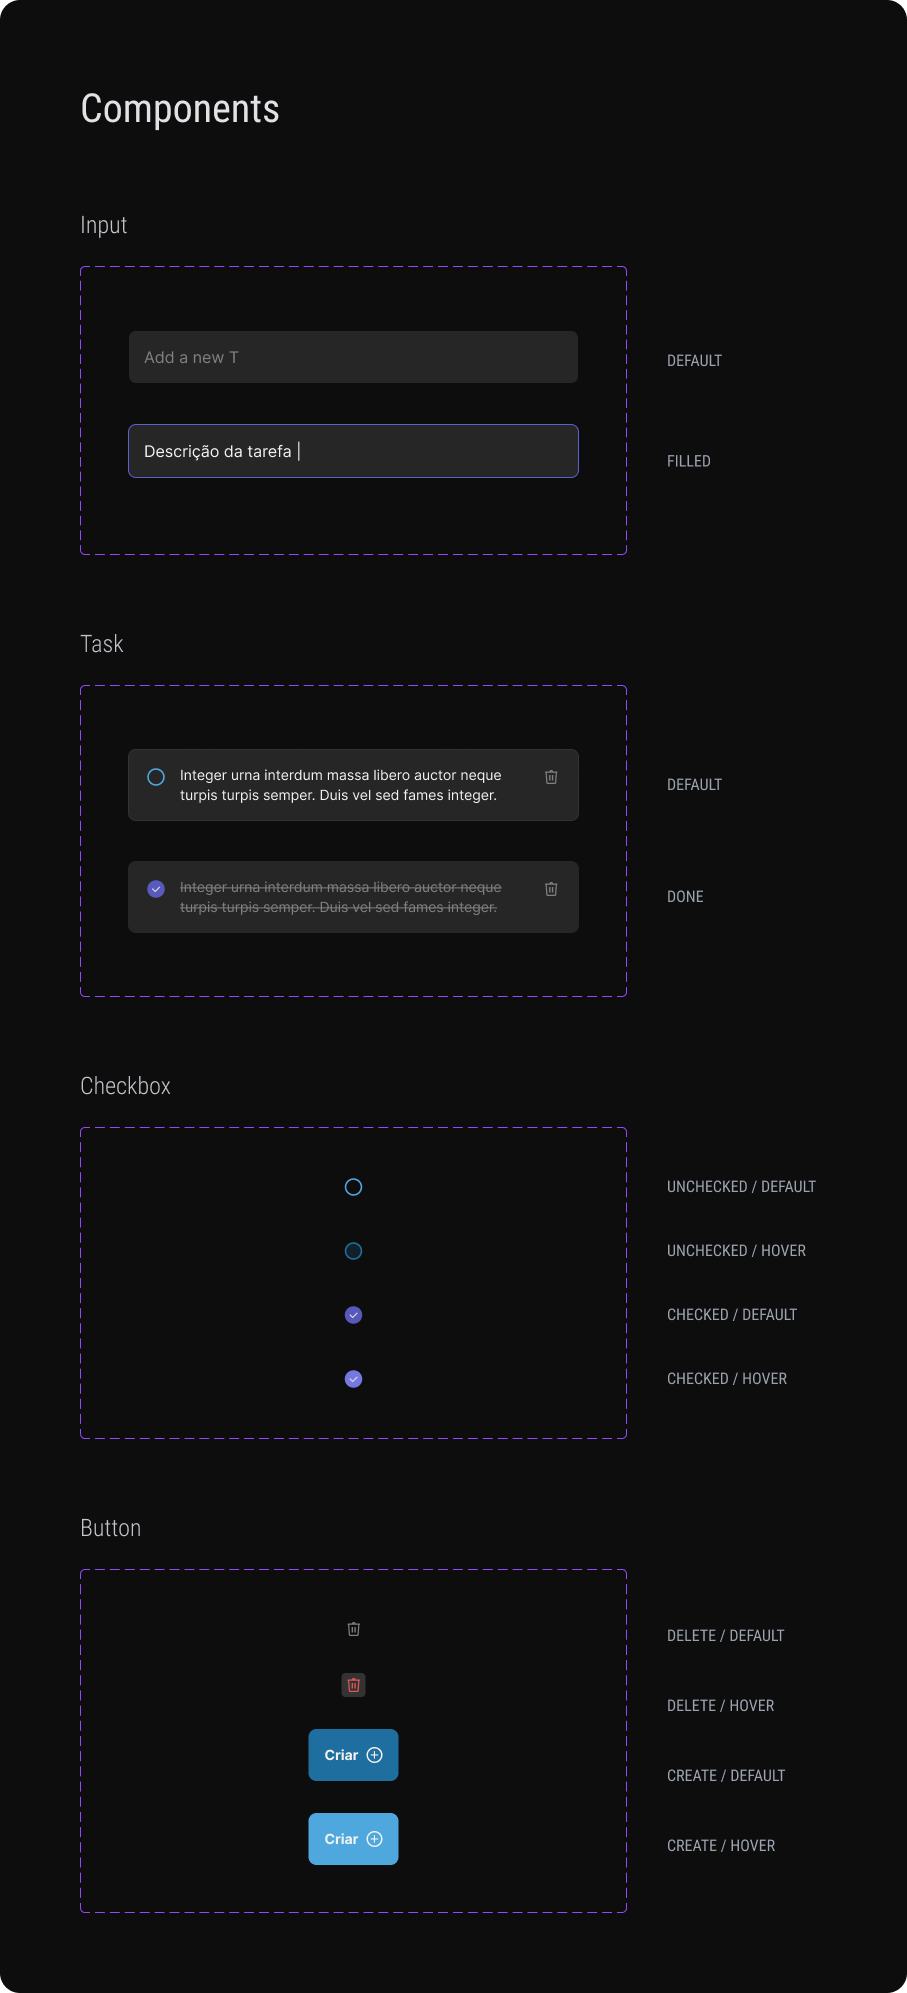 Components
Input
Add a new T
DEFAULT
Descrição da tarefa |
FILLED
Task
Integer urna interdum massa libero auctor neque
turpis turpis semper. Duis vel sed fames integer.
DEFAULT
Integer urna interdum massa libero auctor neque
turpis turpis semper. Duis vel sed fames integer.
DONE
Checkbox
UNCHECKED / DEFAULT
UNCHECKED / HOVER
CHECKED / DEFAULT
CHECKED / HOVER
Button
DELETE / DEFAULT
DELETE / HOVER
Criar
CREATE / DEFAULT
Criar
CREATE / HOVER